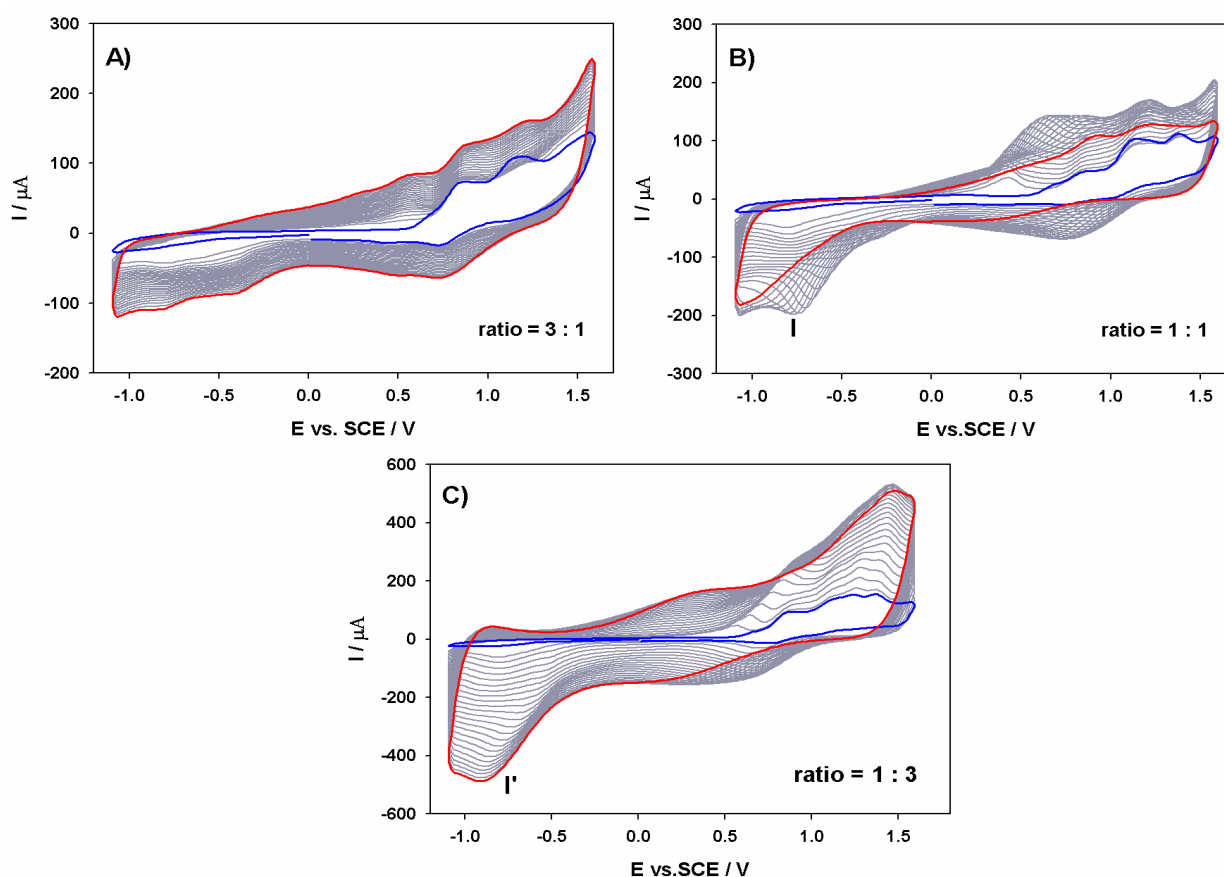 A)
300
200
100
0
-100
-200
I / µA
-1.0 -0.5 0.0 0.5 1.0 1.5
E vs. SCE / V
ratio = 3 : 1
B)
300
200
100
0
-100
-200
-300
I / µA
I
-1.0 -0.5 0.0 0.5 1.0 1.5
E vs.SCE / V
ratio = 1 : 1
C)
600
400
200
0
-200
-400
-600
I / µA
I'
-1.0 -0.5 0.0 0.5 1.0 1.5
E vs.SCE / V
ratio = 1 : 3